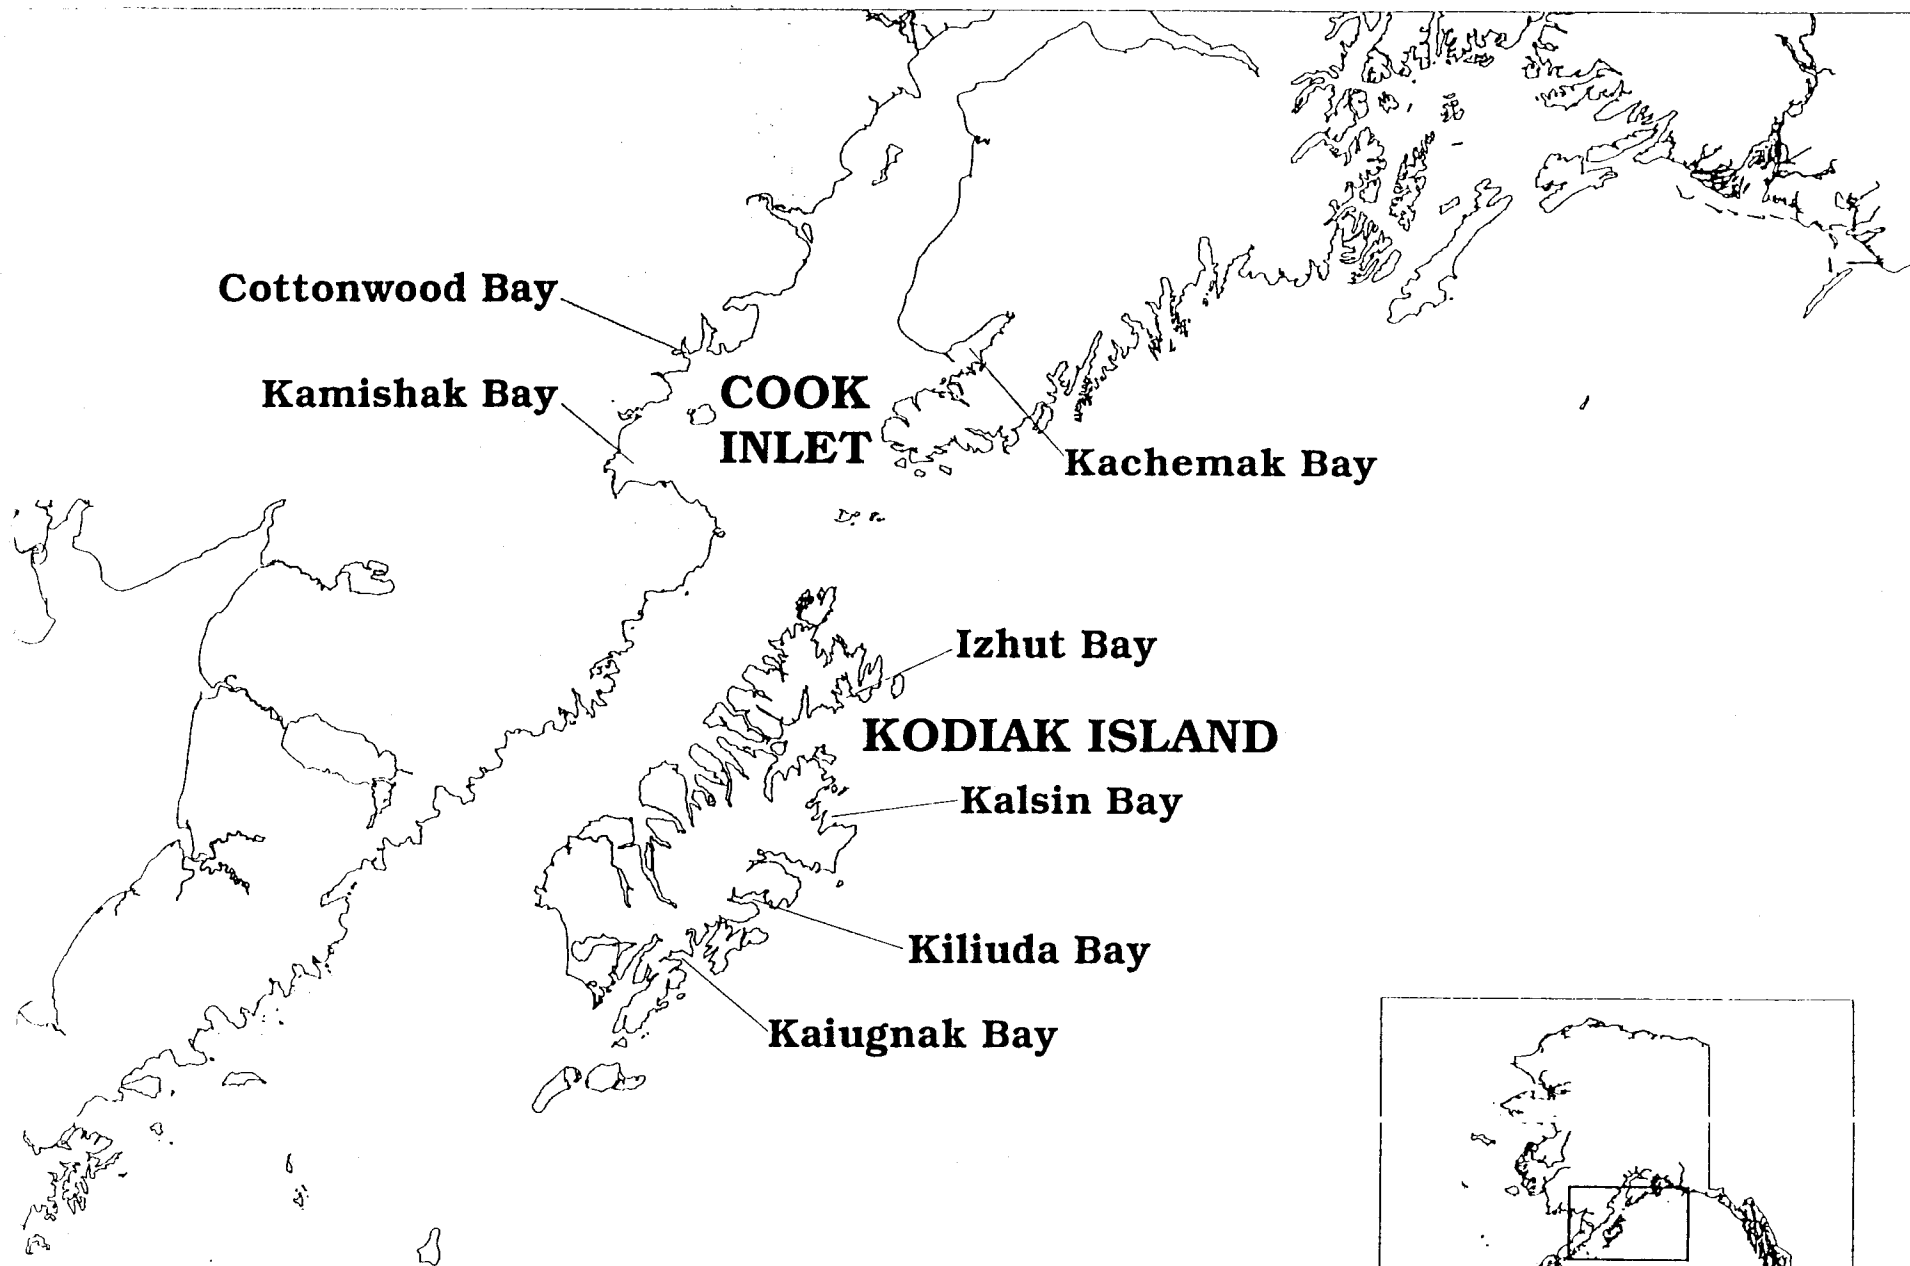 Cottonwood Bay
Kamishak Bay
COOK
INLET
Kachemak Bay
Izhut Bay
KODIAK ISLAND
Kalsin Bay
Kiliuda Bay
Kaiugnak Bay